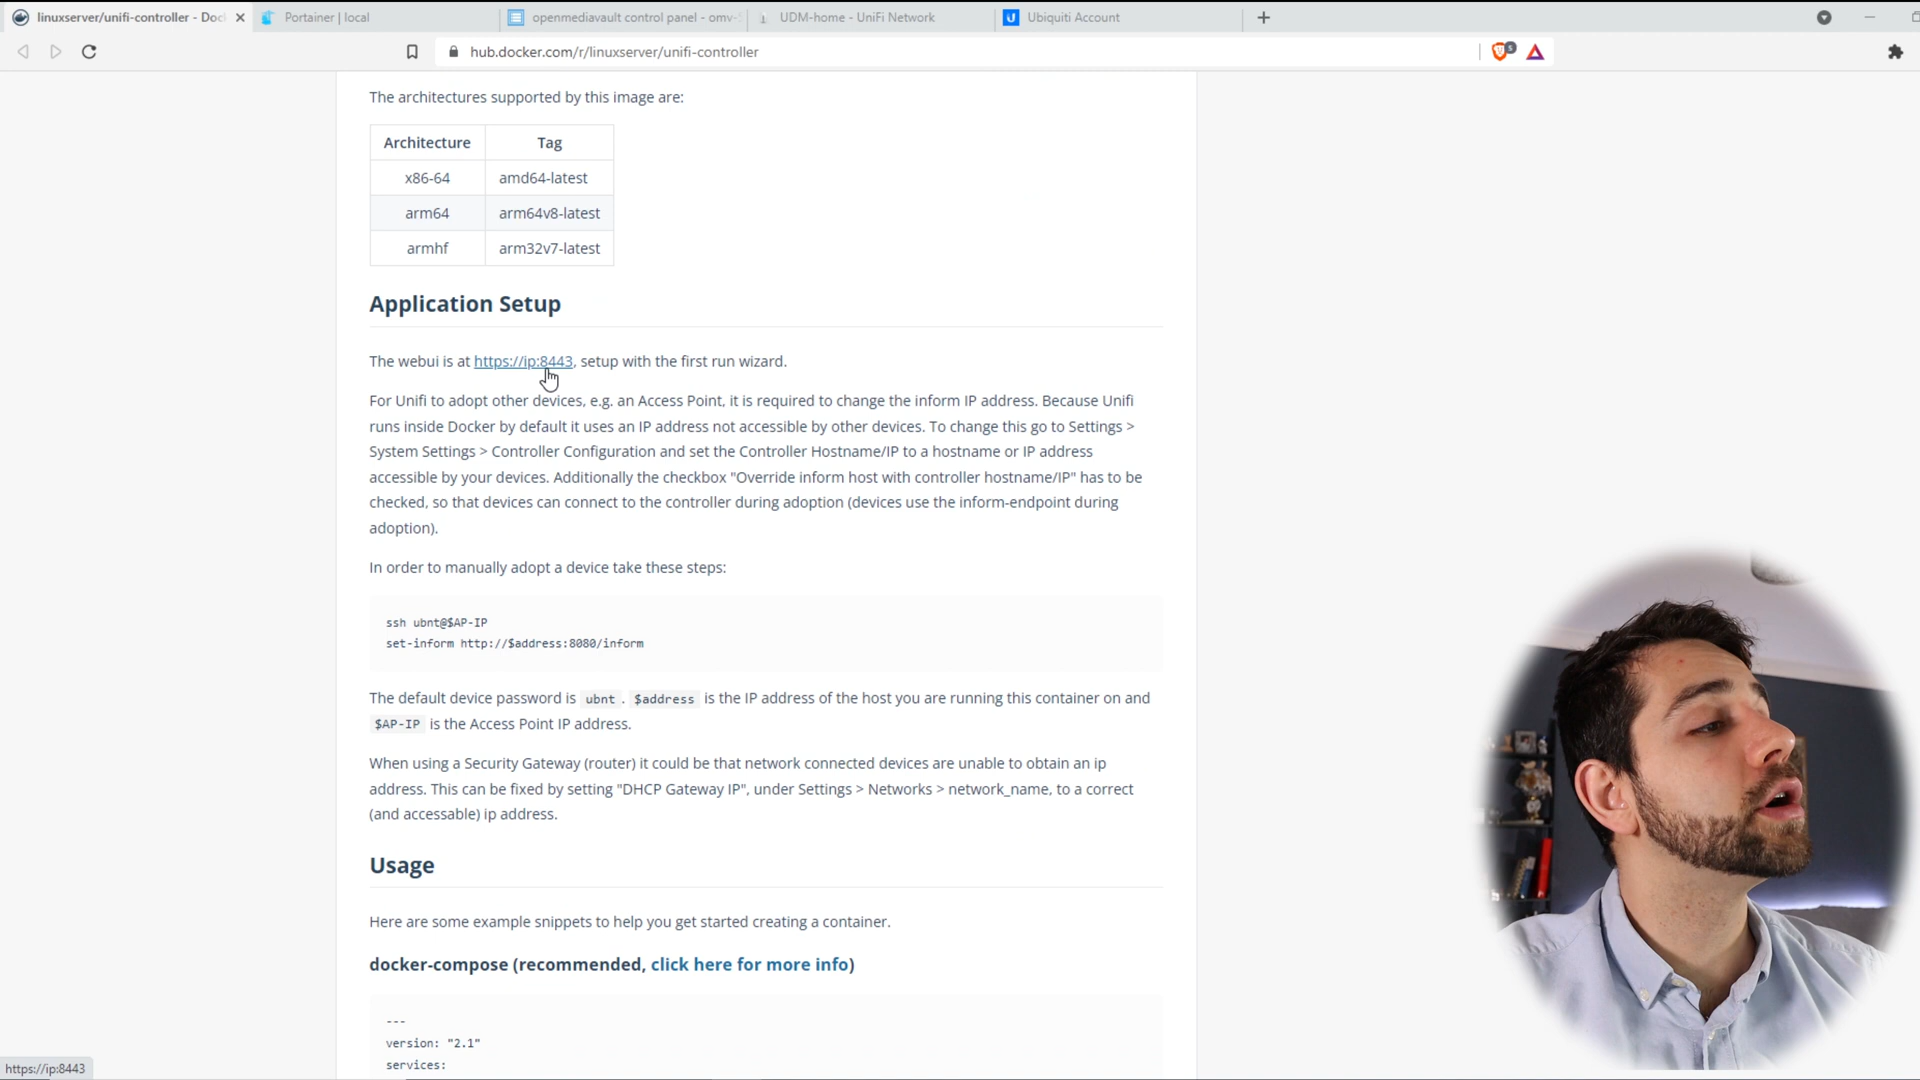 linuxserver/unifi-controller - Doc
Portainer | local
openmediavault control panel - omv-
UDM-home - UniFi Network
Ubiquiti Account
hub.docker.com/r/linuxserver/unifi-controller
The architectures supported by this image are:
Architecture Tag
x86-64 amd64-latest
arm64 arm64v8-latest
armhf arm32v7-latest
Application Setup
The webui is at https://ip:8443, setup with the first run wizard.
For Unifi to adopt other devices, e.g. an Access Point, it is required to change the inform IP address. Because Unifi
runs inside Docker by default it uses an IP address not accessible by other devices. To change this go to Settings >
System Settings > Controller Configuration and set the Controller Hostname/IP to a hostname or IP address
accessible by your devices. Additionally the checkbox "Override inform host with controller hostname/IP" has to be
checked, so that devices can connect to the controller during adoption (devices use the inform-endpoint during
adoption).
In order to manually adopt a device take these steps:
ssh ubnt@$AP-IP
set-inform http://$address:8080/inform
The default device password is ubnt. $address is the IP address of the host you are running this container on and
$AP-IP is the Access Point IP address.
When using a Security Gateway (router) it could be that network connected devices are unable to obtain an ip
address. This can be fixed by setting "DHCP Gateway IP", under Settings > Networks > network_name, to a correct
(and accessable) ip address.
Usage
Here are some example snippets to help you get started creating a container.
docker-compose (recommended, click here for more info)
---
version: "2.1"
services:
https://ip:8443